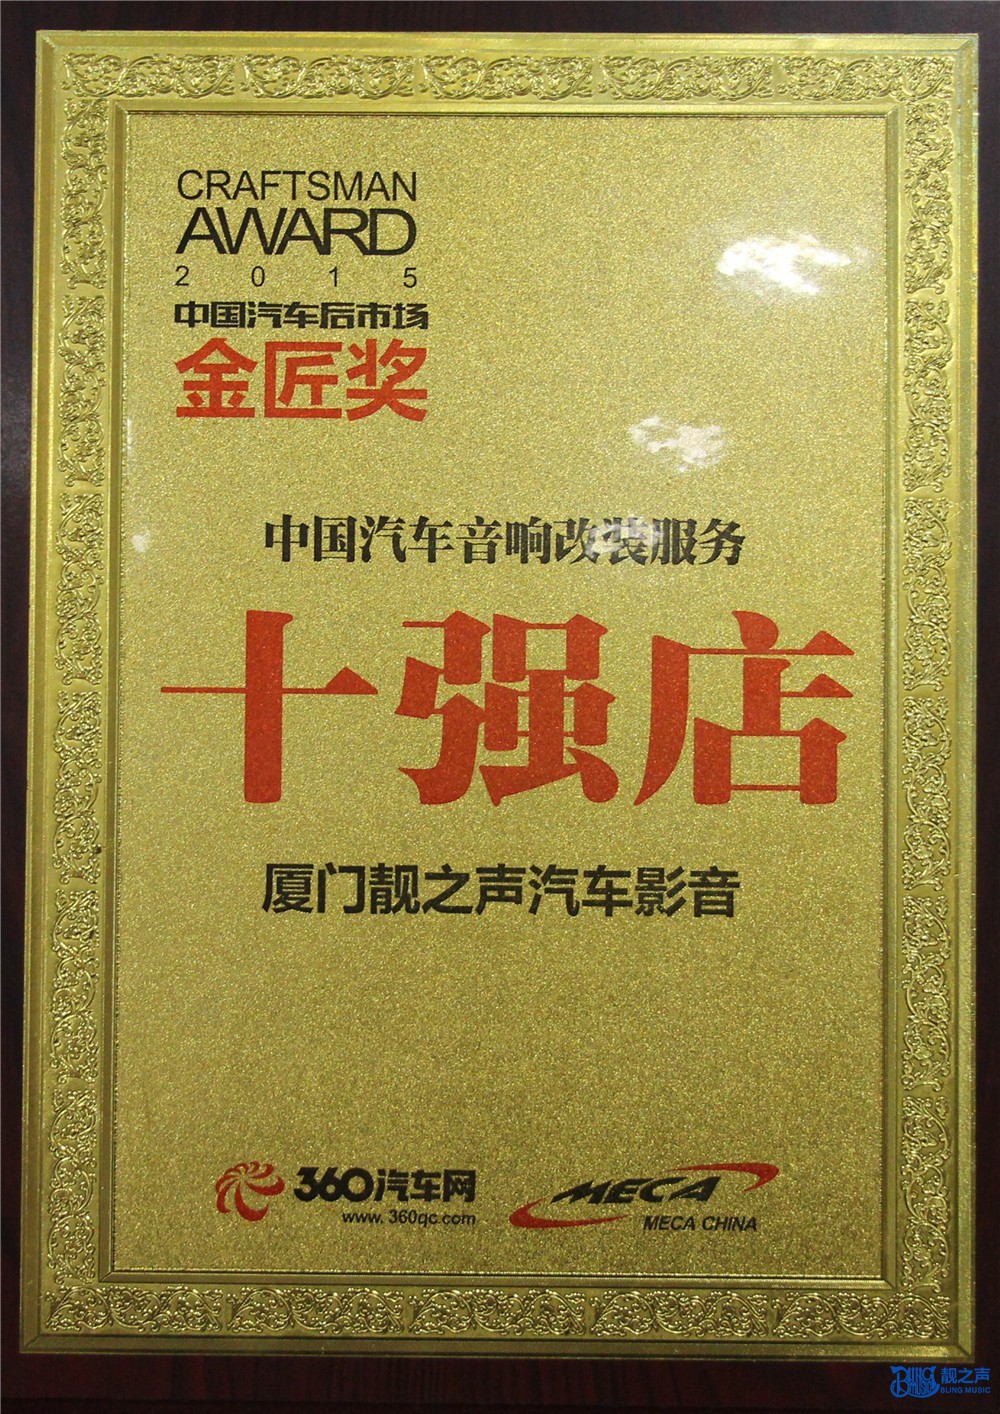 CRAFTSMAN
AWARD
2015
中国汽车后市场
金匠奖
中国汽车音响改装服务
十强店
厦门靓之声汽车影音
360汽车网
www.360qc.com
MECA
MECA CHINA
BLING MUSIC
靓之声
BLING MUSIC